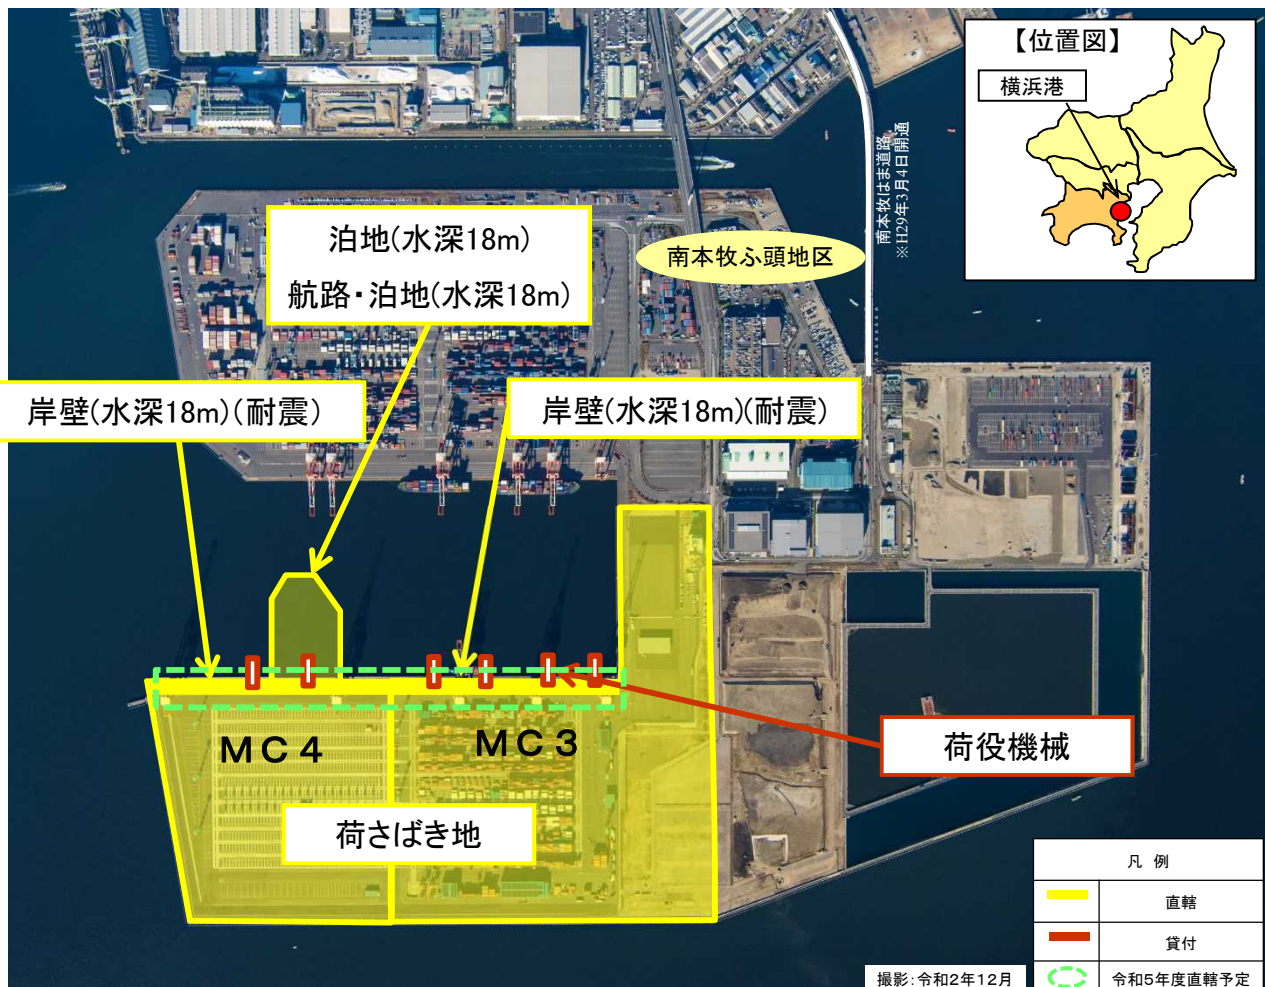 【位置図】
横浜港
南本牧はま道路
※H29年3月4日開通
泊地(水深18m)
航路・泊地(水深18m)
南本牧ふ頭地区
岸壁(水深18m)(耐震)
岸壁(水深18m)(耐震)
MC4
MC3
荷役機械
荷さばき地
凡 例
直轄
貸付
令和5年度直轄予定
撮影:令和2年12月